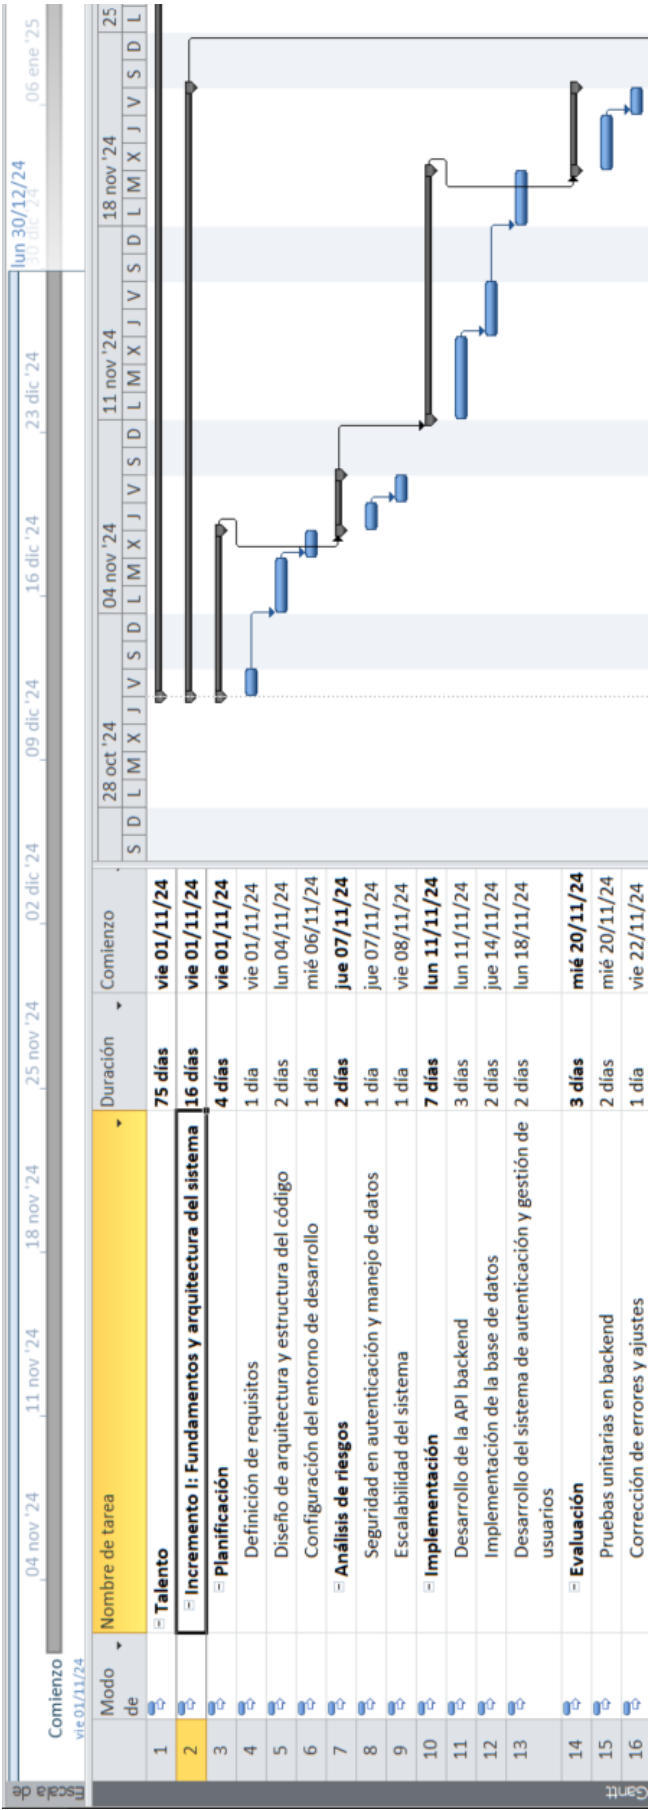 Escala de
Comienzo
vie 01/11/24
04 nov '24
11 nov '24
18 nov '24
25 nov '24
02 dic '24
09 dic '24
16 dic '24
23 dic '24
lun 30/12/24
30 dic '24
06 ene '25
Gantt
Modo de Nombre de tarea Duración Comienzo
28 oct '24 04 nov '24 11 nov '24 18 nov '24 25
S D L M X J V S D L M X J V S D L M X J V S D L M X J V S D L
1 Talento 75 días vie 01/11/24
2 Incremento I: Fundamentos y arquitectura del sistema 16 días vie 01/11/24
3 Planificación 4 días vie 01/11/24
4 Definición de requisitos 1 día vie 01/11/24
5 Diseño de arquitectura y estructura del código 2 días lun 04/11/24
6 Configuración del entorno de desarrollo 1 día mié 06/11/24
7 Análisis de riesgos 2 días jue 07/11/24
8 Seguridad en autenticación y manejo de datos 1 día jue 07/11/24
9 Escalabilidad del sistema 1 día vie 08/11/24
10 Implementación 7 días lun 11/11/24
11 Desarrollo de la API backend 3 días lun 11/11/24
12 Implementación de la base de datos 2 días jue 14/11/24
13 Desarrollo del sistema de autenticación y gestión de 2 días lun 18/11/24
usuarios
14 Evaluación 3 días mié 20/11/24
15 Pruebas unitarias en backend 2 días mié 20/11/24
16 Corrección de errores y ajustes 1 día vie 22/11/24